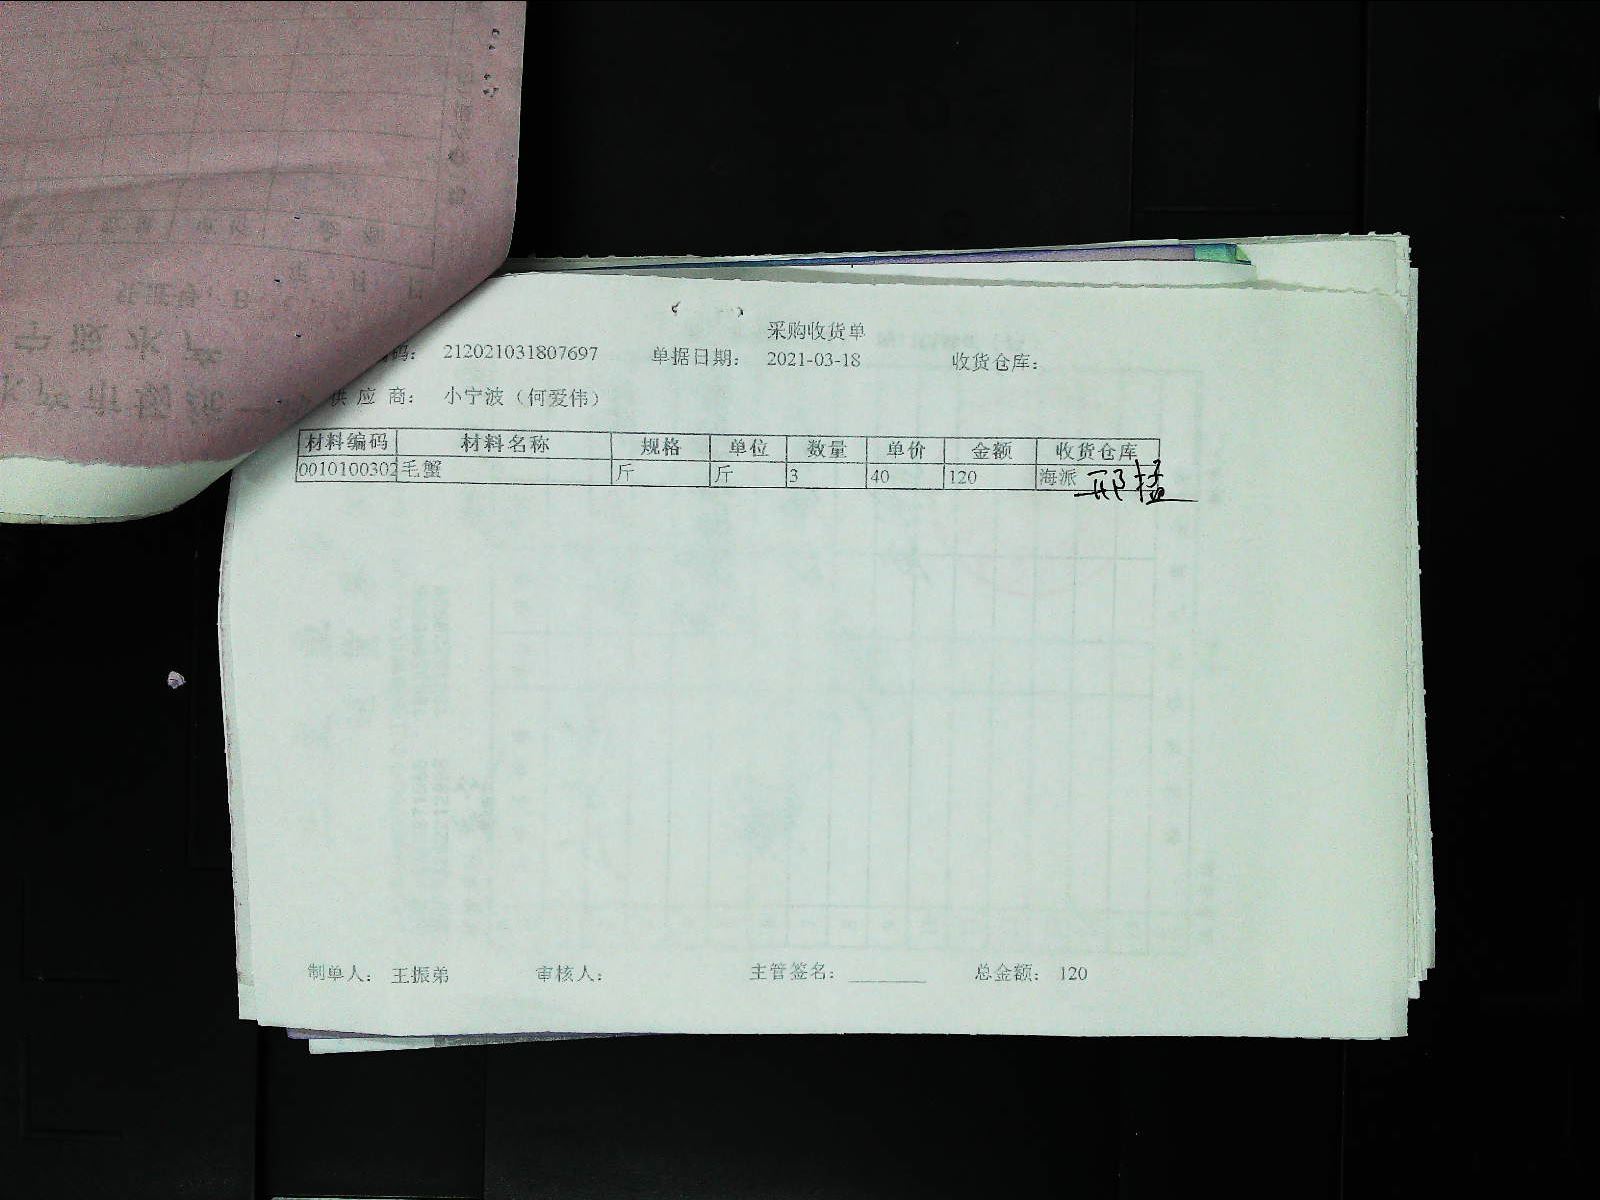 采购收货单
码： 212021031807697 单据日期： 2021-03-18 收货仓库：
供应商： 小宁波（何爱伟）
材料编码 材料名称 规格 单位 数量 单价 金额 收货仓库
0010100302 毛蟹 斤 斤 3 40 120 海派
制单人： 王振弟 审核人： 主管签名： 总金额： 120